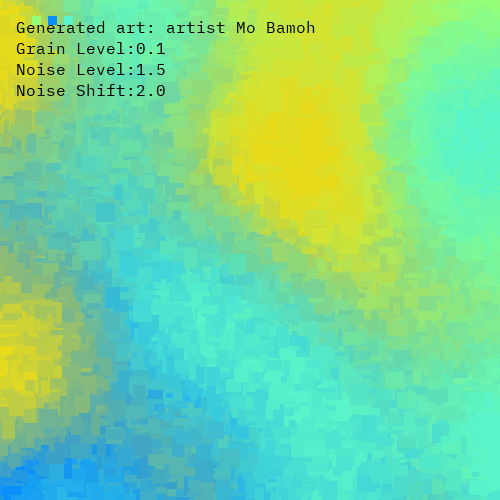 Generated art: artist Mo Bamoh
Grain Level:0.1
Noise Level:1.5
Noise Shift:2.0